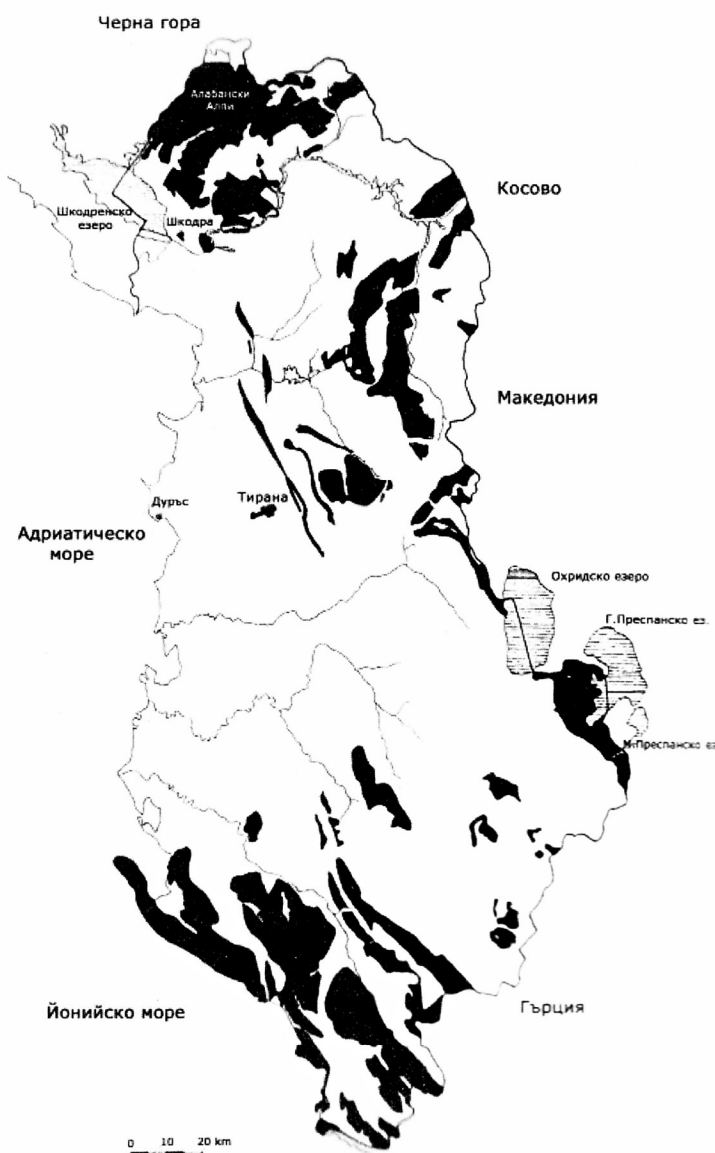 Черна гора
Алабански
Алпи
Косово
Шкодренско
езеро
Шкодра
Македония
Тирана
Дуръс
Адриатическо
море
Охридско езеро
Г.Преспанско ез.
М.Преспанско ез
Йонийско море
Гърция
0 10 20 km